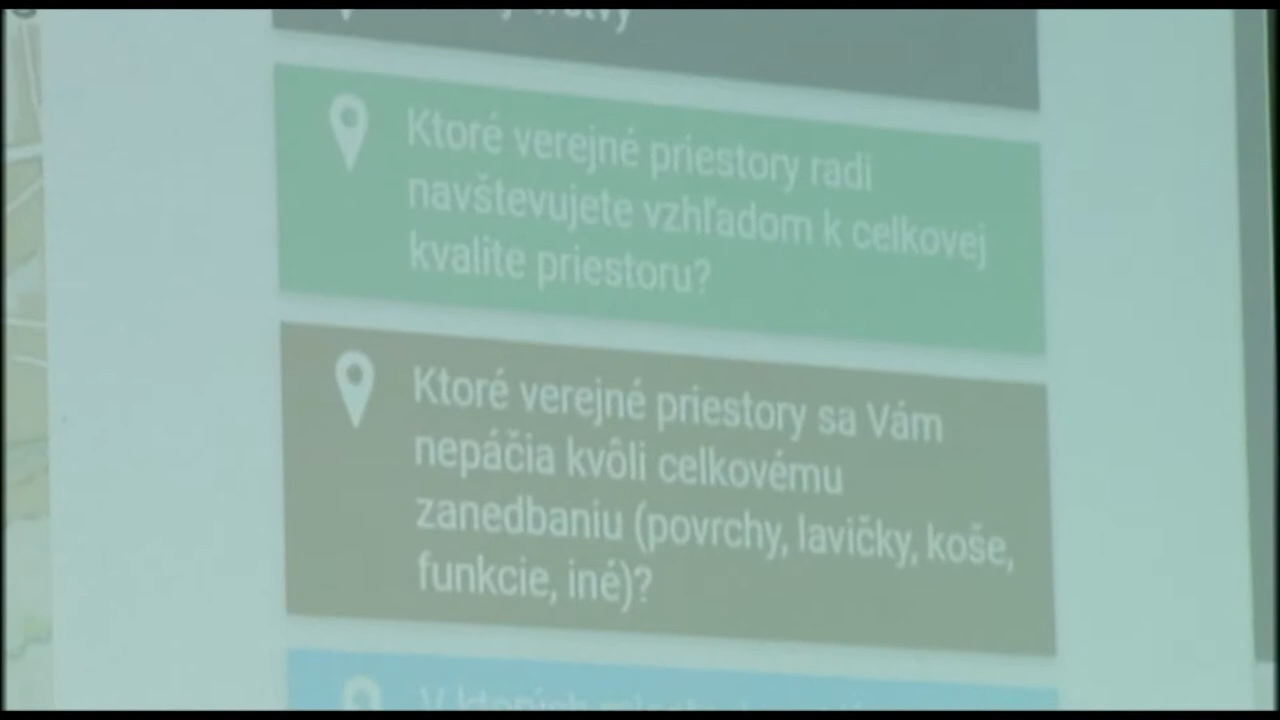 Ktoré verejné priestory radi
navštevujete vzhľadom k celkovej
kvalite priestoru?
Ktoré verejné priestory sa Vám
nepáčia kvôli celkovému
zanedbaniu (povrchy, lavičky, koše,
funkcie, iné)?